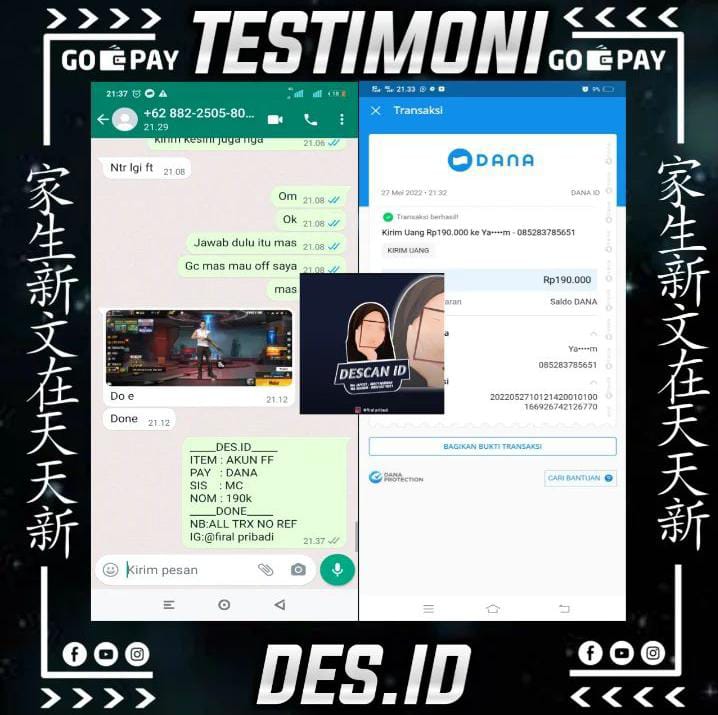 TESTIMONI
GO PAY
GO PAY
家生新文在天天新
21:37
+62 882-2505-80...
21.29
kirim kesini juga nga
21.06
Ntr lgi ft 21.08
Om 21.08
Ok 21.08
Jawab dulu itu mas 21.08
Gc mas mau off saya 21.08
mas
Do e 21.12
Done 21.12
____DES.ID____
ITEM : AKUN FF
PAY : DANA
SIS : MC
NOM : 190k
____DONE____
NB:ALL TRX NO REF
IG:@firal pribadi
21.37
Kirim pesan
DESCAN ID
@firal pribadi
21.33
9%
Transaksi
DANA
27 Mei 2022 • 21:32
DANA ID
Transaksi berhasil!
Kirim Uang Rp190.000 ke Ya••••m - 085283785651
KIRIM UANG
Rp190.000
aran
Saldo DANA
a
Ya••••m
085283785651
si
2022052710121420010100
166926742126770
BAGIKAN BUKTI TRANSAKSI
DANA
PROTECTION
CARI BANTUAN
家生新文在天天新
DES.ID